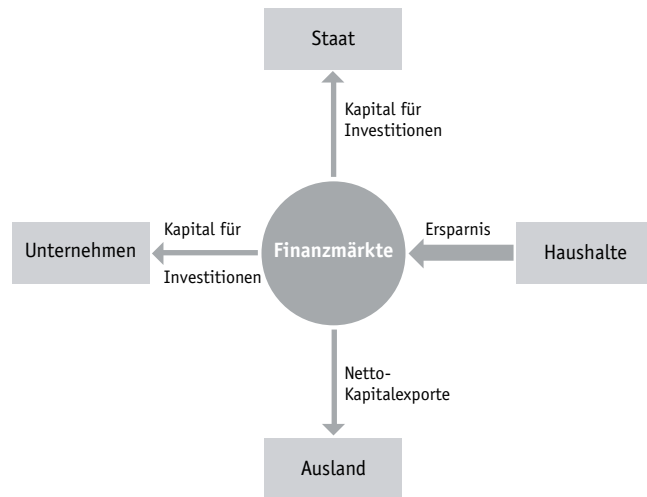 Staat
Kapital für
Investitionen
Unternehmen
Kapital für
Investitionen
Finanzmärkte
Ersparnis
Haushalte
Netto-
Kapitalexporte
Ausland